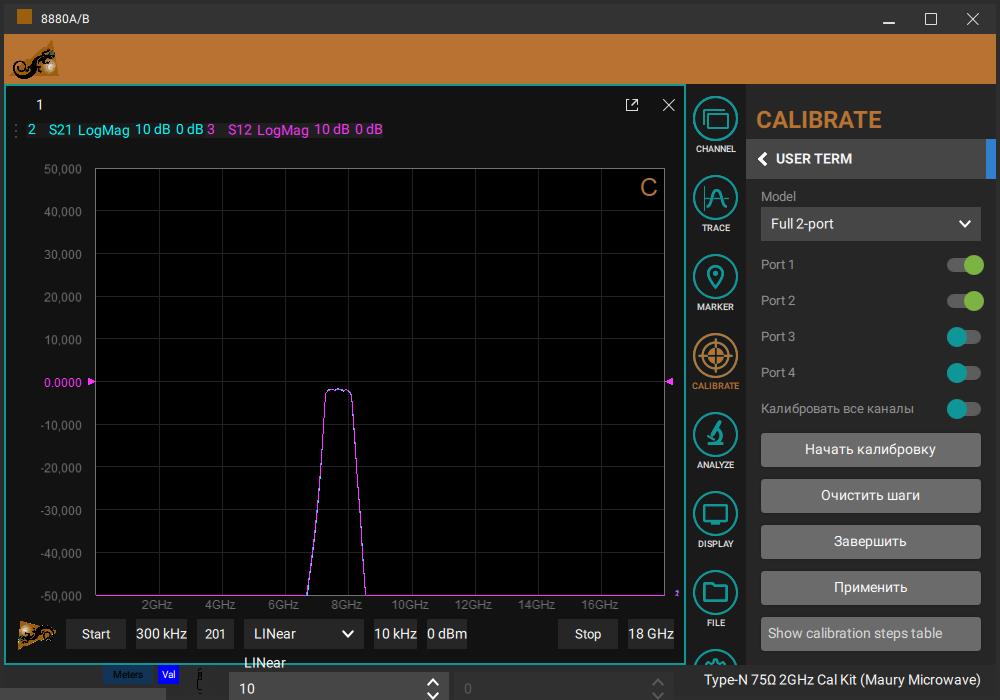 8880A/B
1
2 S21 LogMag 10 dB 0 dB 3 S12 LogMag 10 dB 0 dB
50,000
C
40,000
30,000
20,000
10,000
0.0000
-10,000
-20,000
-30,000
-40,000
-50,000
2GHz 4GHz 6GHz 8GHz 10GHz 12GHz 14GHz 16GHz
Start 300 kHz 201 LINear 10 kHz 0 dBm Stop 18 GHz
LINear
Meters Val
10 0
CHANNEL
TRACE
MARKER
CALIBRATE
ANALYZE
DISPLAY
FILE
CALIBRATE
USER TERM
Model
Full 2-port
Port 1
Port 2
Port 3
Port 4
Калибровать все каналы
Начать калибровку
Очистить шаги
Завершить
Применить
Show calibration steps table
Type-N 75Ω 2GHz Cal Kit (Maury Microwave)